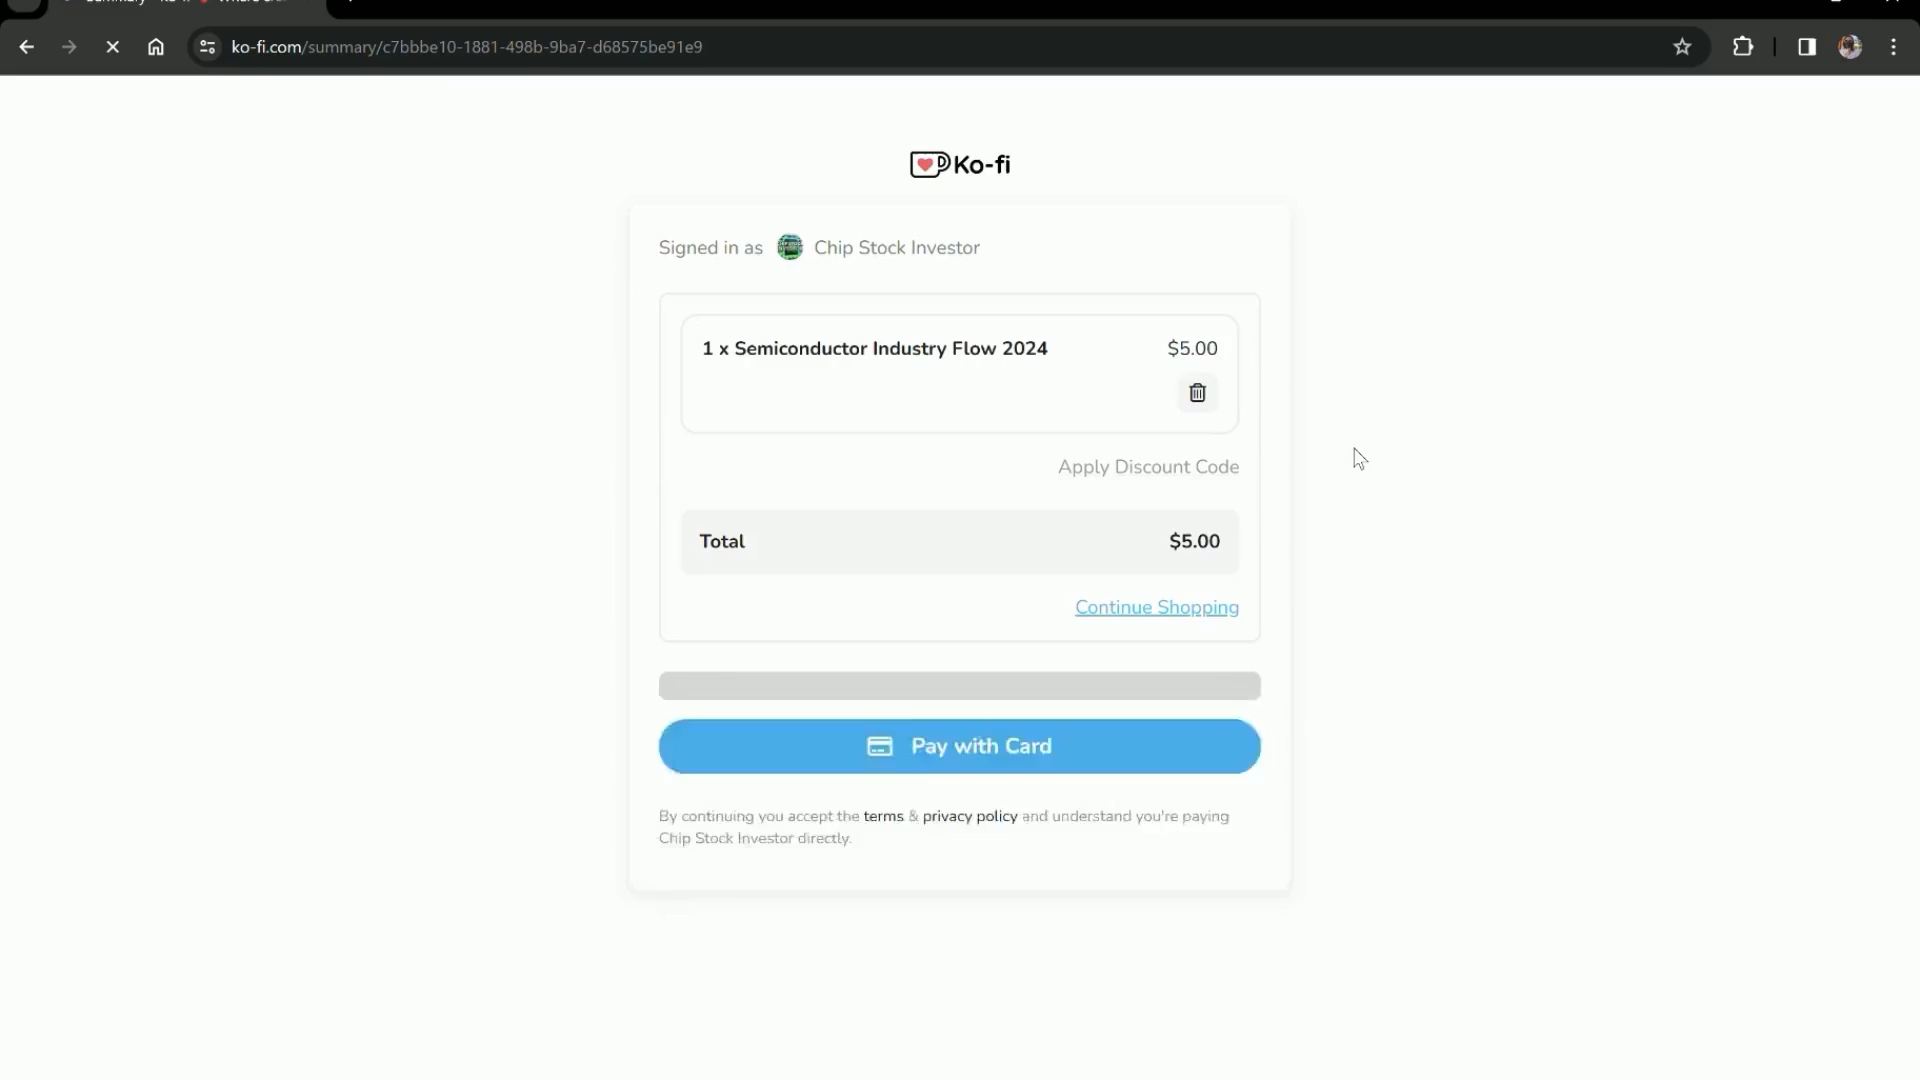 ko-fi.com/summary/c7bbbe10-1881-498b-9ba7-d68575be91e9
Ko-fi
Signed in as Chip Stock Investor
1 x Semiconductor Industry Flow 2024 $5.00
Apply Discount Code
Total $5.00
Continue Shopping
Pay with Card
By continuing you accept the terms & privacy policy and understand you're paying
Chip Stock Investor directly.